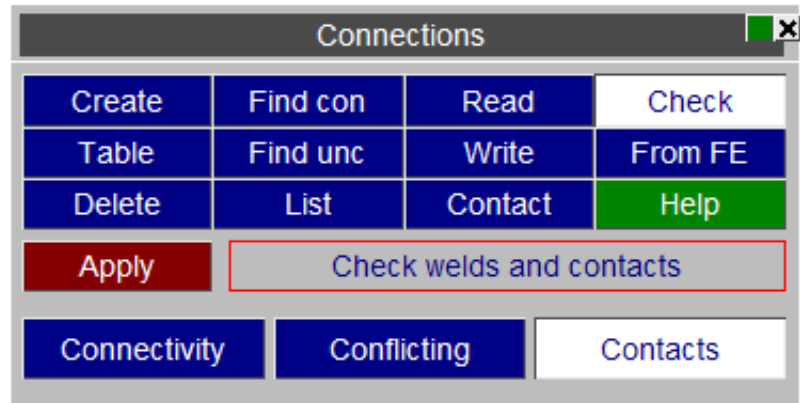 Connections
Create Find con Read Check
Table Find unc Write From FE
Delete List Contact Help
Apply Check welds and contacts
Connectivity Conflicting Contacts